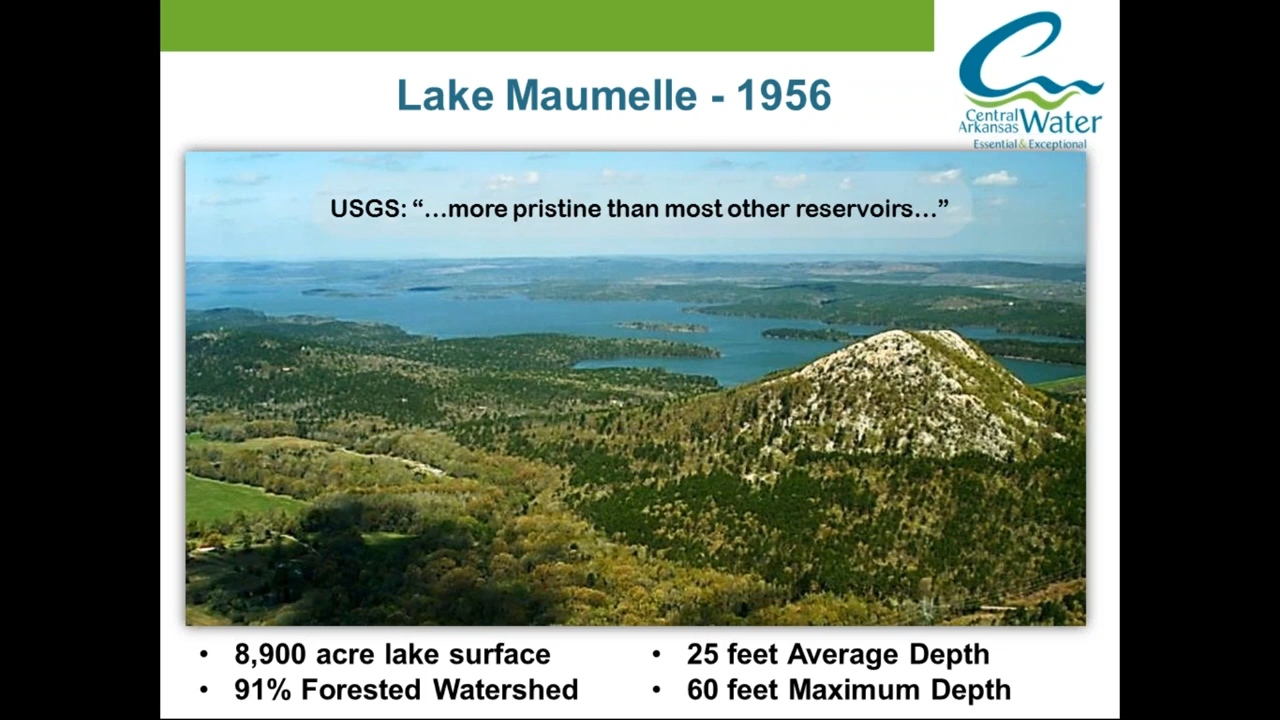 Lake Maumelle - 1956
Central
Arkansas Water
Essential & Exceptional
USGS: “…more pristine than most other reservoirs…”
• 8,900 acre lake surface
• 91% Forested Watershed
• 25 feet Average Depth
• 60 feet Maximum Depth